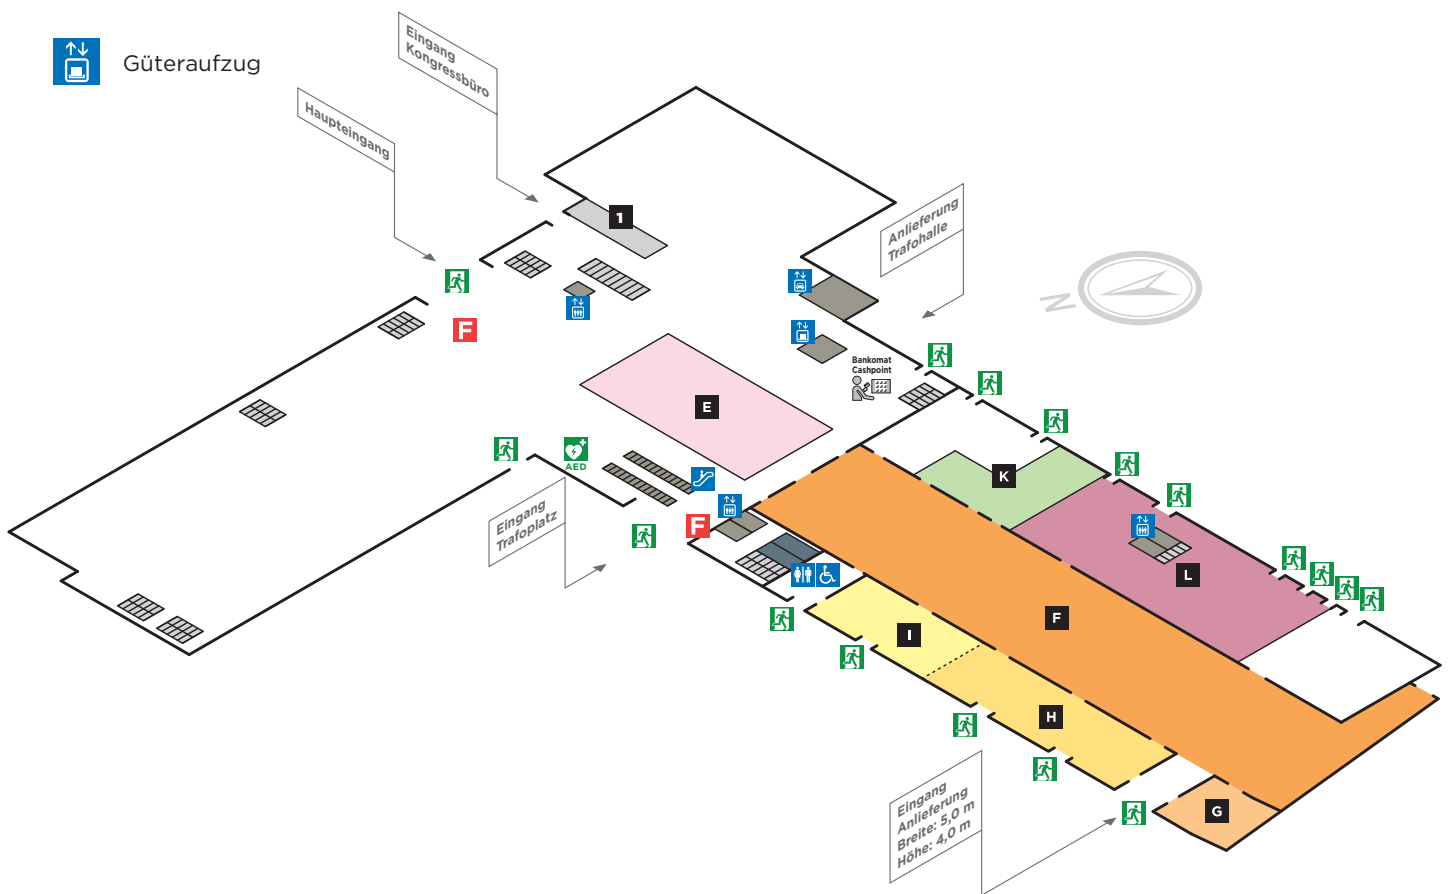 Güteraufzug
Eingang
Kongressbüro
Haupteingang
1
Anlieferung
Trafohalle
N
F
Bankomat
Cashpoint
E
AED
K
Eingang
Trafoplatz
F
L
F
I
H
Eingang
Anlieferung
Breite: 5,0 m
Höhe: 4,0 m
G